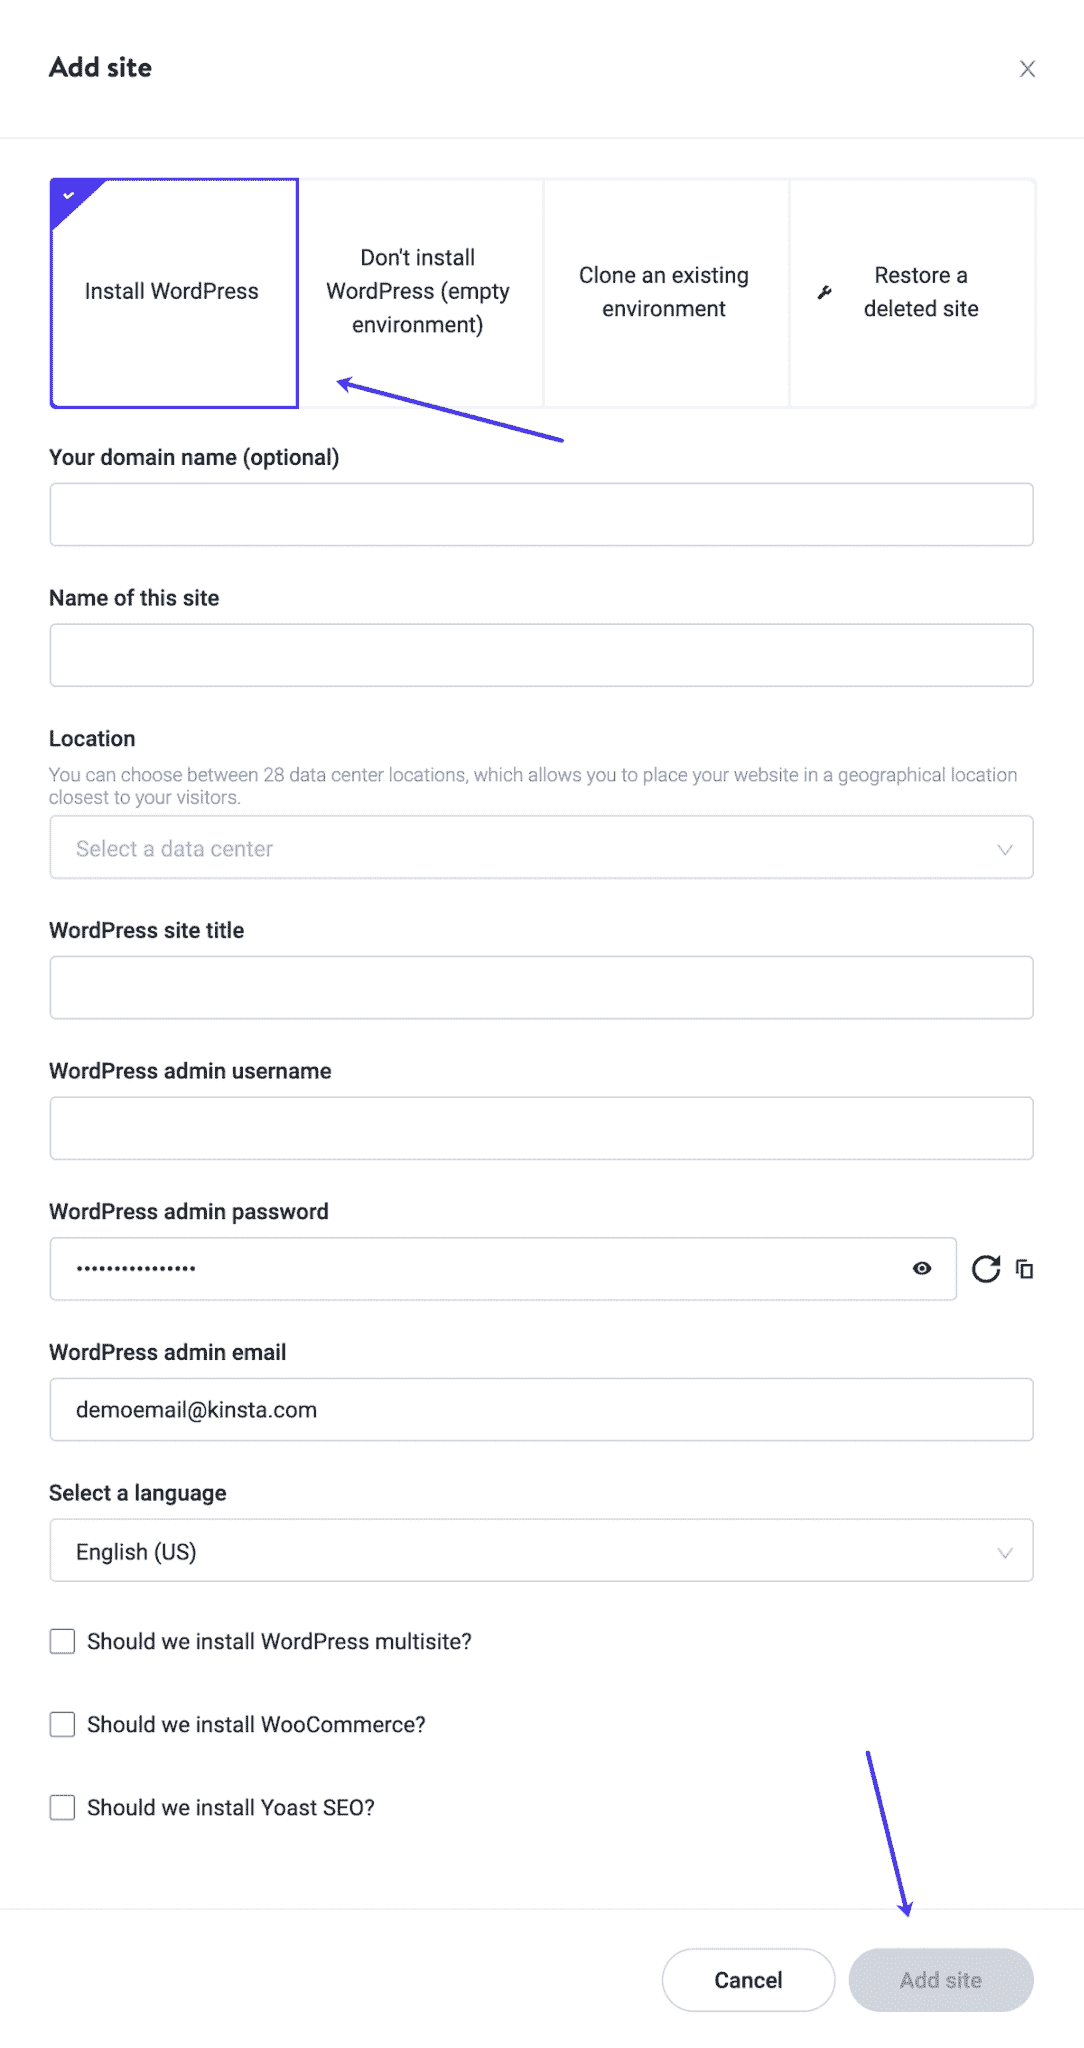 Add site
Install WordPress
Don't install
WordPress (empty
environment)
Clone an existing
environment
Restore a
deleted site
Your domain name (optional)
Name of this site
Location
You can choose between 28 data center locations, which allows you to place your website in a geographical location
closest to your visitors.
Select a data center
WordPress site title
WordPress admin username
WordPress admin password
••••••••••••••••
WordPress admin email
demoemail@kinsta.com
Select a language
English (US)
Should we install WordPress multisite?
Should we install WooCommerce?
Should we install Yoast SEO?
Cancel
Add site